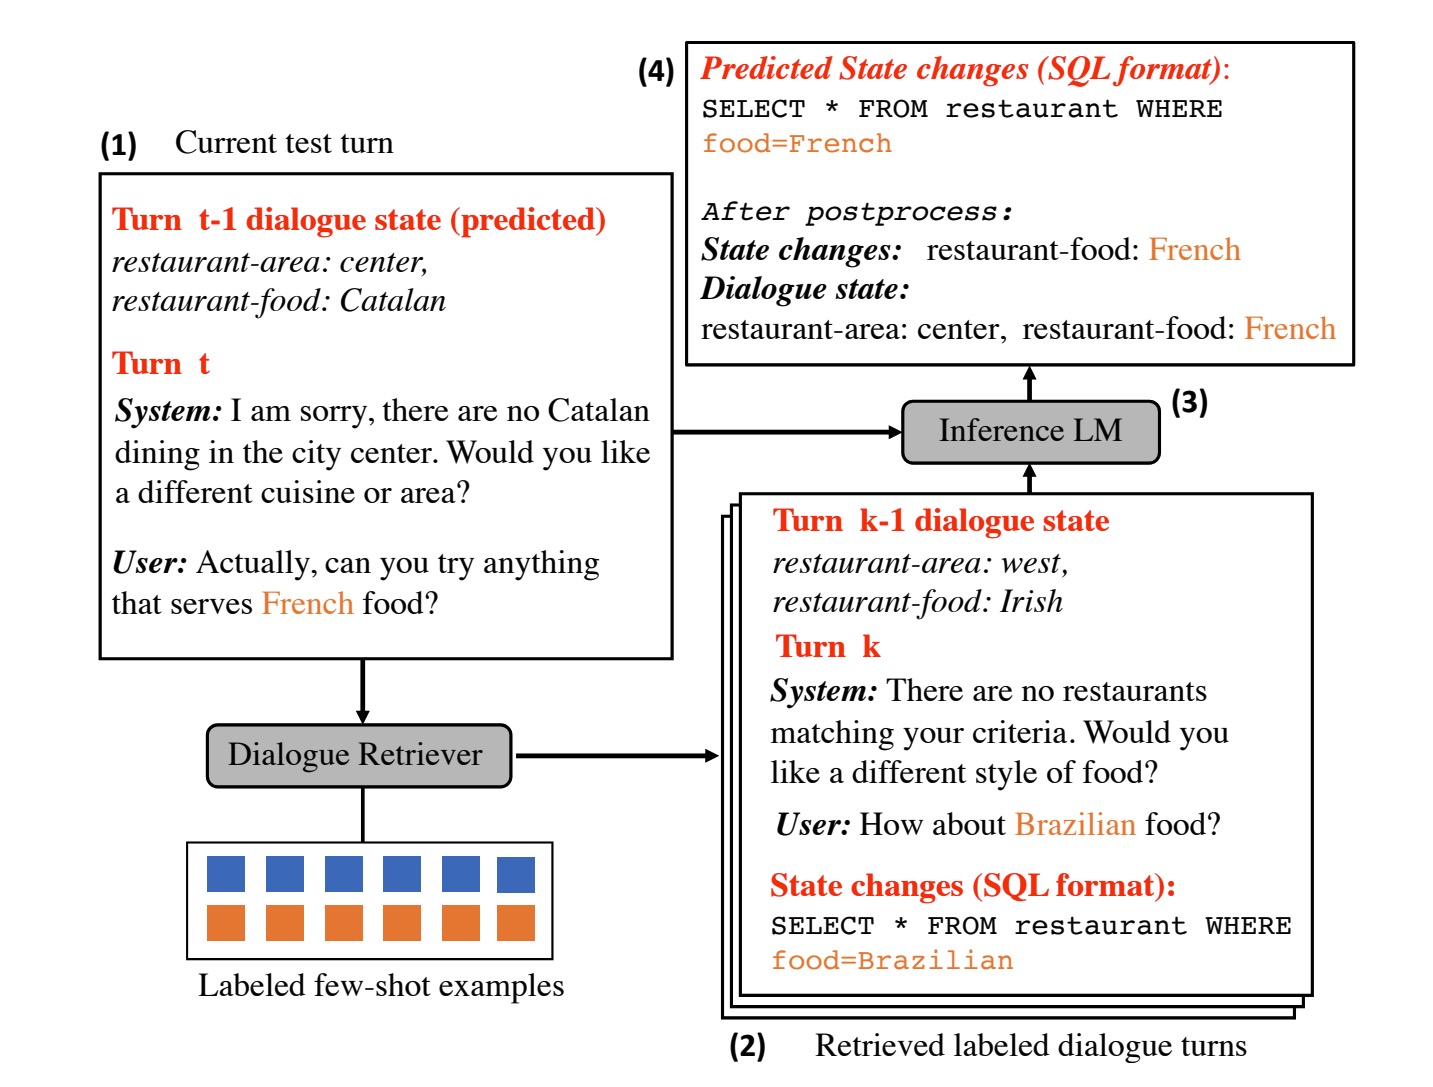 (1) Current test turn
Turn t-1 dialogue state (predicted)
restaurant-area: center,
restaurant-food: Catalan
Turn t
System: I am sorry, there are no Catalan
dining in the city center. Would you like
a different cuisine or area?
User: Actually, can you try anything
that serves French food?
Dialogue Retriever
Labeled few-shot examples
Turn k-1 dialogue state
restaurant-area: west,
restaurant-food: Irish
Turn k
System: There are no restaurants
matching your criteria. Would you
like a different style of food?
User: How about Brazilian food?
State changes (SQL format):
SELECT * FROM restaurant WHERE
food=Brazilian
(2) Retrieved labeled dialogue turns
Inference LM
(3)
(4)
Predicted State changes (SQL format):
SELECT * FROM restaurant WHERE
food=French
After postprocess:
State changes: restaurant-food: French
Dialogue state:
restaurant-area: center, restaurant-food: French